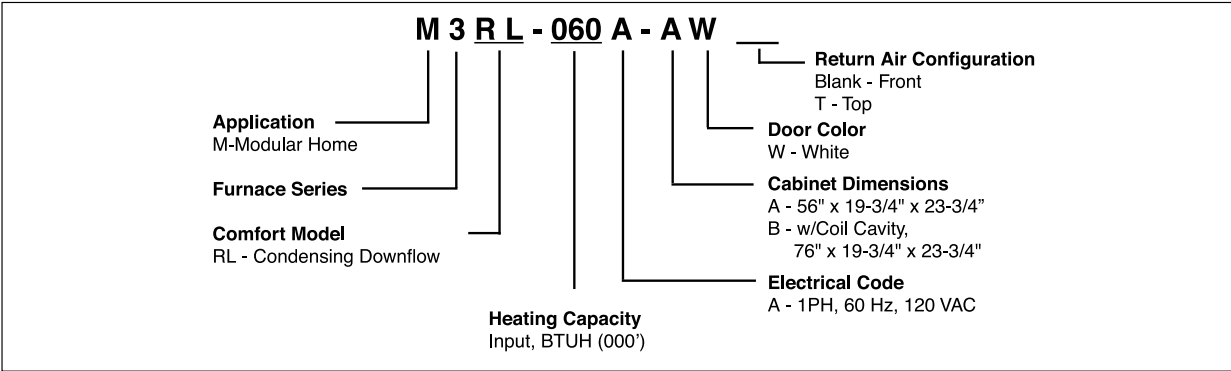 M 3 R L - 060 A - A W
Return Air Configuration
Blank - Front
T - Top
Application
M-Modular Home
Door Color
W - White
Furnace Series
Cabinet Dimensions
A - 56" x 19-3/4" x 23-3/4”
B - w/Coil Cavity,
76" x 19-3/4" x 23-3/4"
Comfort Model
RL - Condensing Downflow
Electrical Code
A - 1PH, 60 Hz, 120 VAC
Heating Capacity
Input, BTUH (000’)